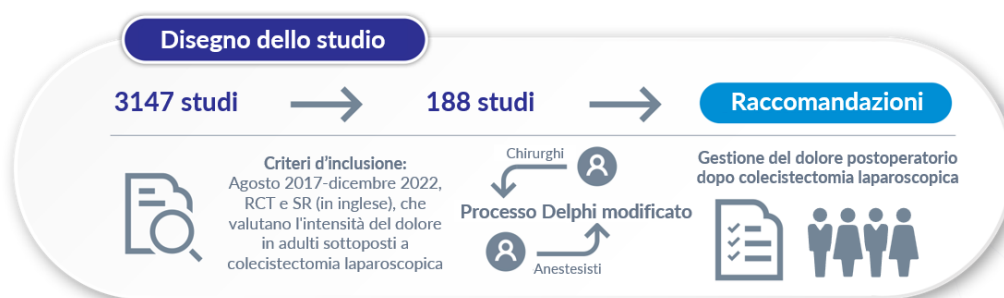 Disegno dello studio
3147 studi
188 studi
Raccomandazioni
Criteri d'inclusione:
Agosto 2017-dicembre 2022,
RCT e SR (in inglese), che
valutano l'intensità del dolore
in adulti sottoposti a
colecistectomia laparoscopica
Chirurghi
Processo Delphi modificato
Anestesisti
Gestione del dolore postoperatorio
dopo colecistectomia laparoscopica